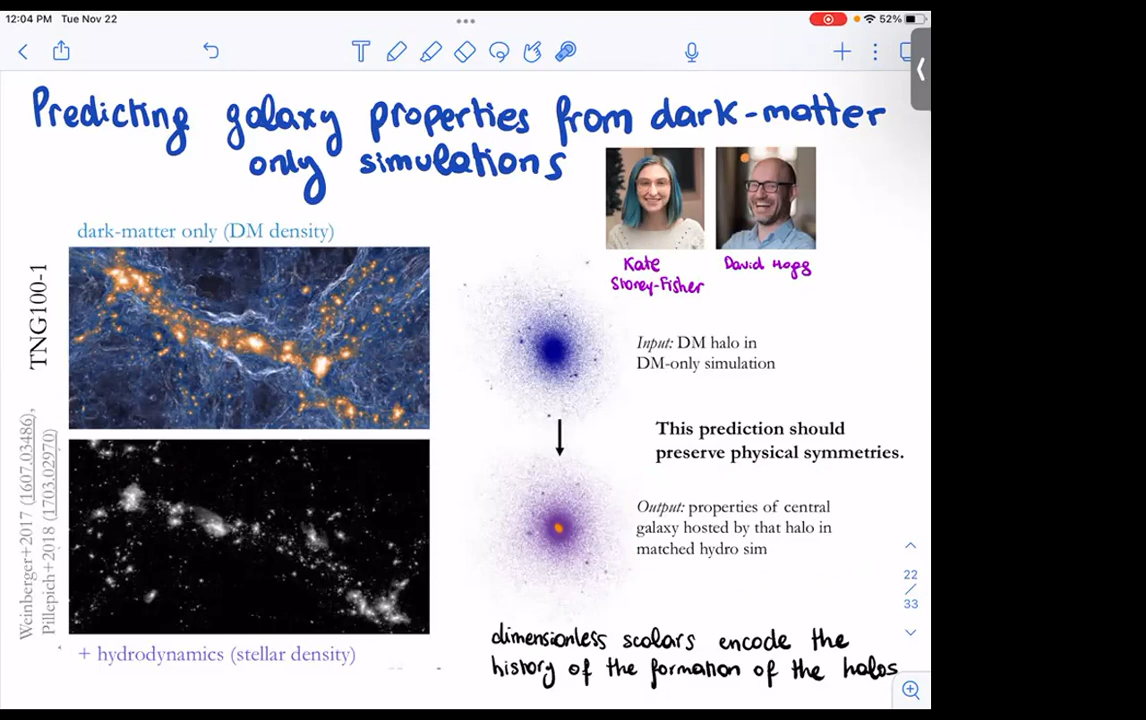 12:04 PM Tue Nov 22
52%
Predicting galaxy properties from dark-matter
only simulations
dark-matter only (DM density)
TNG100-1
Weinberger+2017 (1607.03486),
Pillepich+2018 (1703.02970)
+ hydrodynamics (stellar density)
Kate
Storey-Fisher
David Hogg
Input: DM halo in
DM-only simulation
This prediction should
preserve physical symmetries.
Output: properties of central
galaxy hosted by that halo in
matched hydro sim
dimensionless scalars encode the
history of the formation of the halos
22
/
33